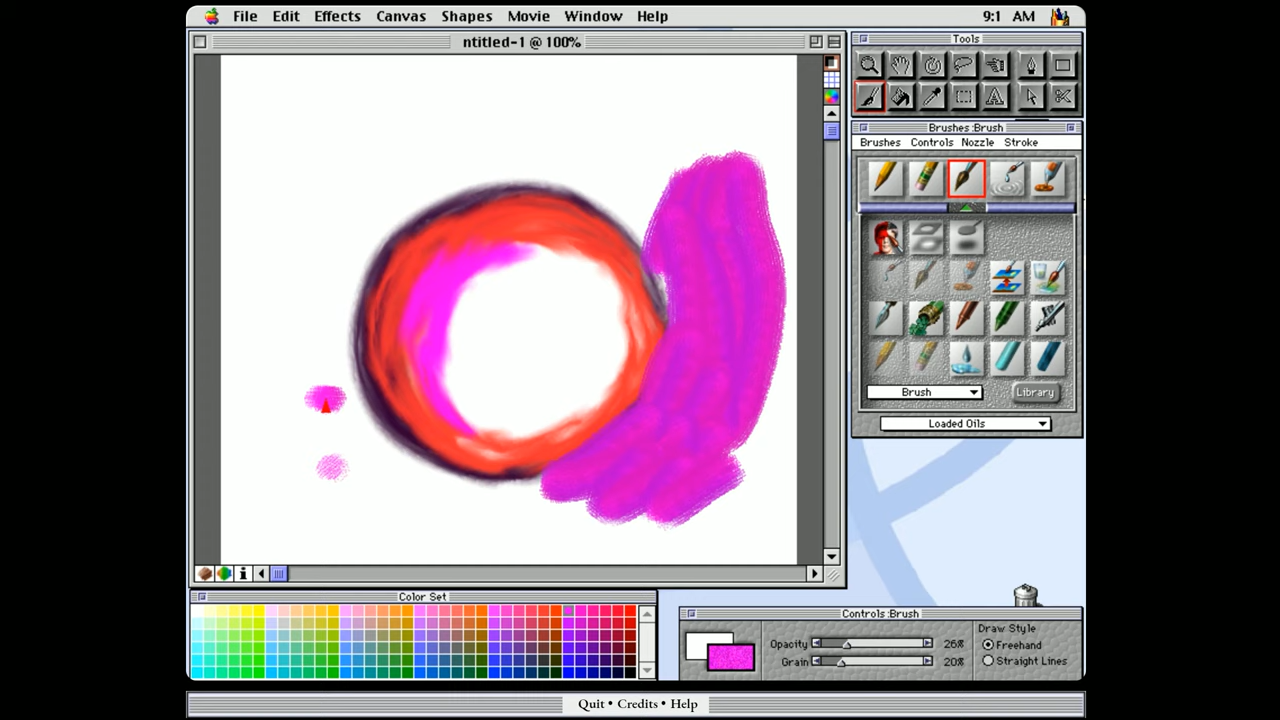 File Edit Effects Canvas Shapes Movie Window Help 9:1 AM
ntitled-1 @ 100%
Tools
Brushes:Brush
Brushes Controls Nozzle Stroke
Brush
Library
Loaded Oils
Color Set
Controls:Brush
Opacity 26%
Grain 20%
Draw Style
Freehand
Straight Lines
Quit • Credits • Help